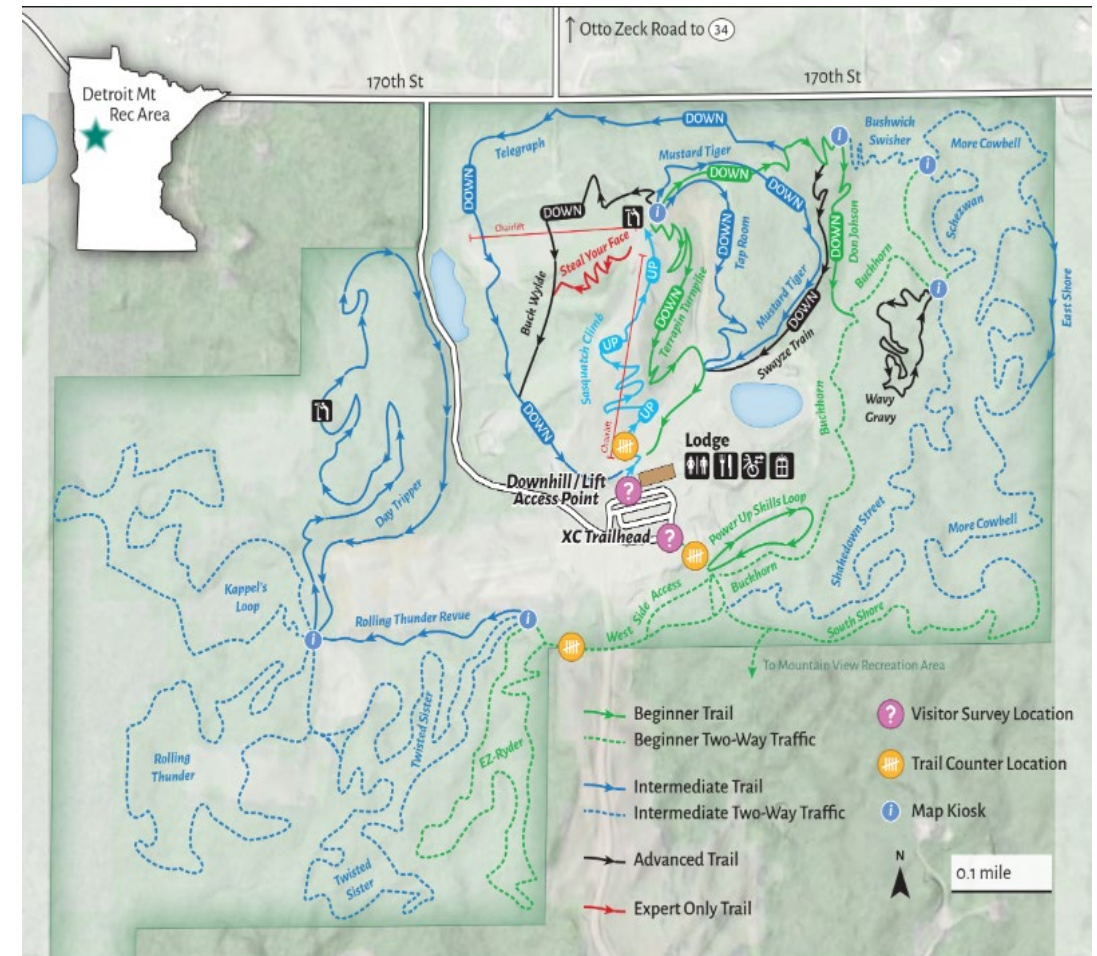 Otto Zeck Road to 34
170th St
170th St
Detroit Mt
Rec Area
DOWN
Telegraph
Mustard Tiger
Bushwick
Swisher
More Cowbell
DOWN
DOWN
DOWN
DOWN
Chairlift
Steal Your Face
UP
DOWN
Tap Room
DOWN
Don Johson
Schezwan
Buckhorn
Buck Wylde
DOWN
Terrapin Turnpike
Mustard Tiger
DOWN
East Shore
Sasquatch Climb
UP
Swayze Train
Wavy
Gravy
DOWN
UP
Chairlift
Buckhorn
Lodge
Downhill / Lift
Access Point
?
XC Trailhead
?
Power Up Skills Loop
Day Tripper
Shakedown Street
More Cowbell
Kappel's
Loop
Buckhorn
West Side Access
Rolling Thunder Revue
i
i
i
i
i
i
i
South Shore
To Mountain View Recreation Area
Twisted Sister
EZ-Ryder
Rolling
Thunder
Twisted
Sister
Beginner Trail
Beginner Two-Way Traffic
Intermediate Trail
Intermediate Two-Way Traffic
Advanced Trail
Expert Only Trail
? Visitor Survey Location
Trail Counter Location
i Map Kiosk
N
0.1 mile